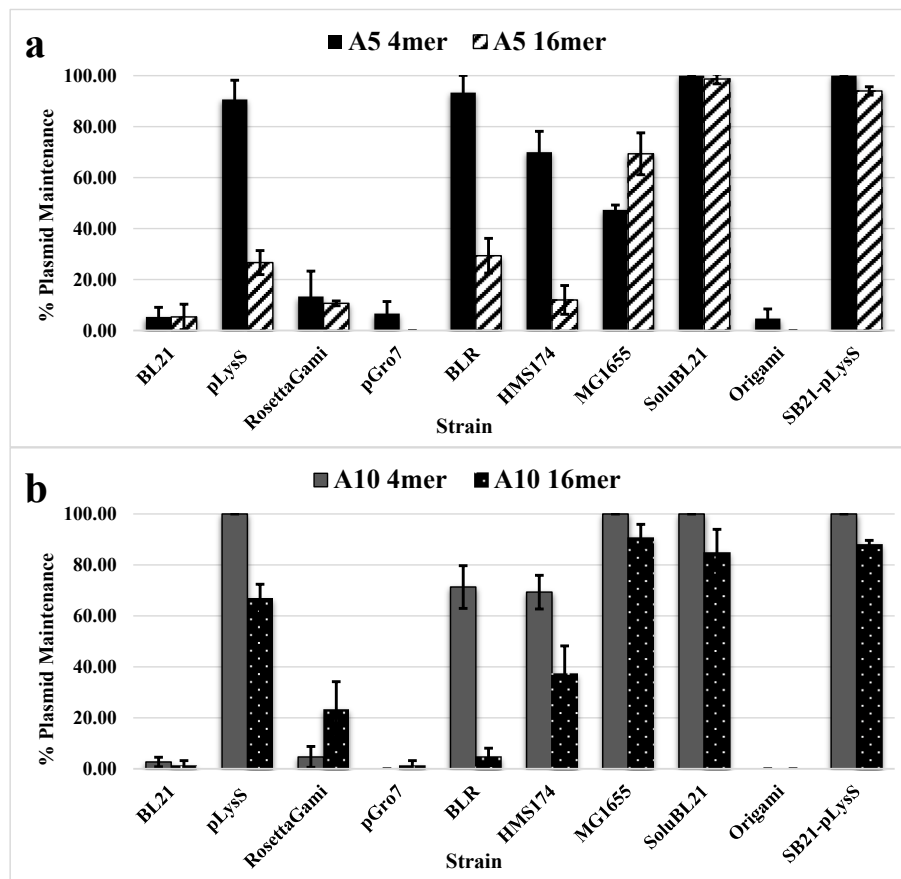 a
A5 4mer A5 16mer
100.00
80.00
60.00
40.00
20.00
0.00
% Plasmid Maintenance
BL21
pLysS
RosettaGami
pGro7
BLR
HMS174
MG1655
SoluBL21
Origami
SB21-pLysS
Strain
b
A10 4mer A10 16mer
100.00
80.00
60.00
40.00
20.00
0.00
% Plasmid Maintenance
BL21
pLysS
RosettaGami
pGro7
BLR
HMS174
MG1655
SoluBL21
Origami
SB21-pLysS
Strain